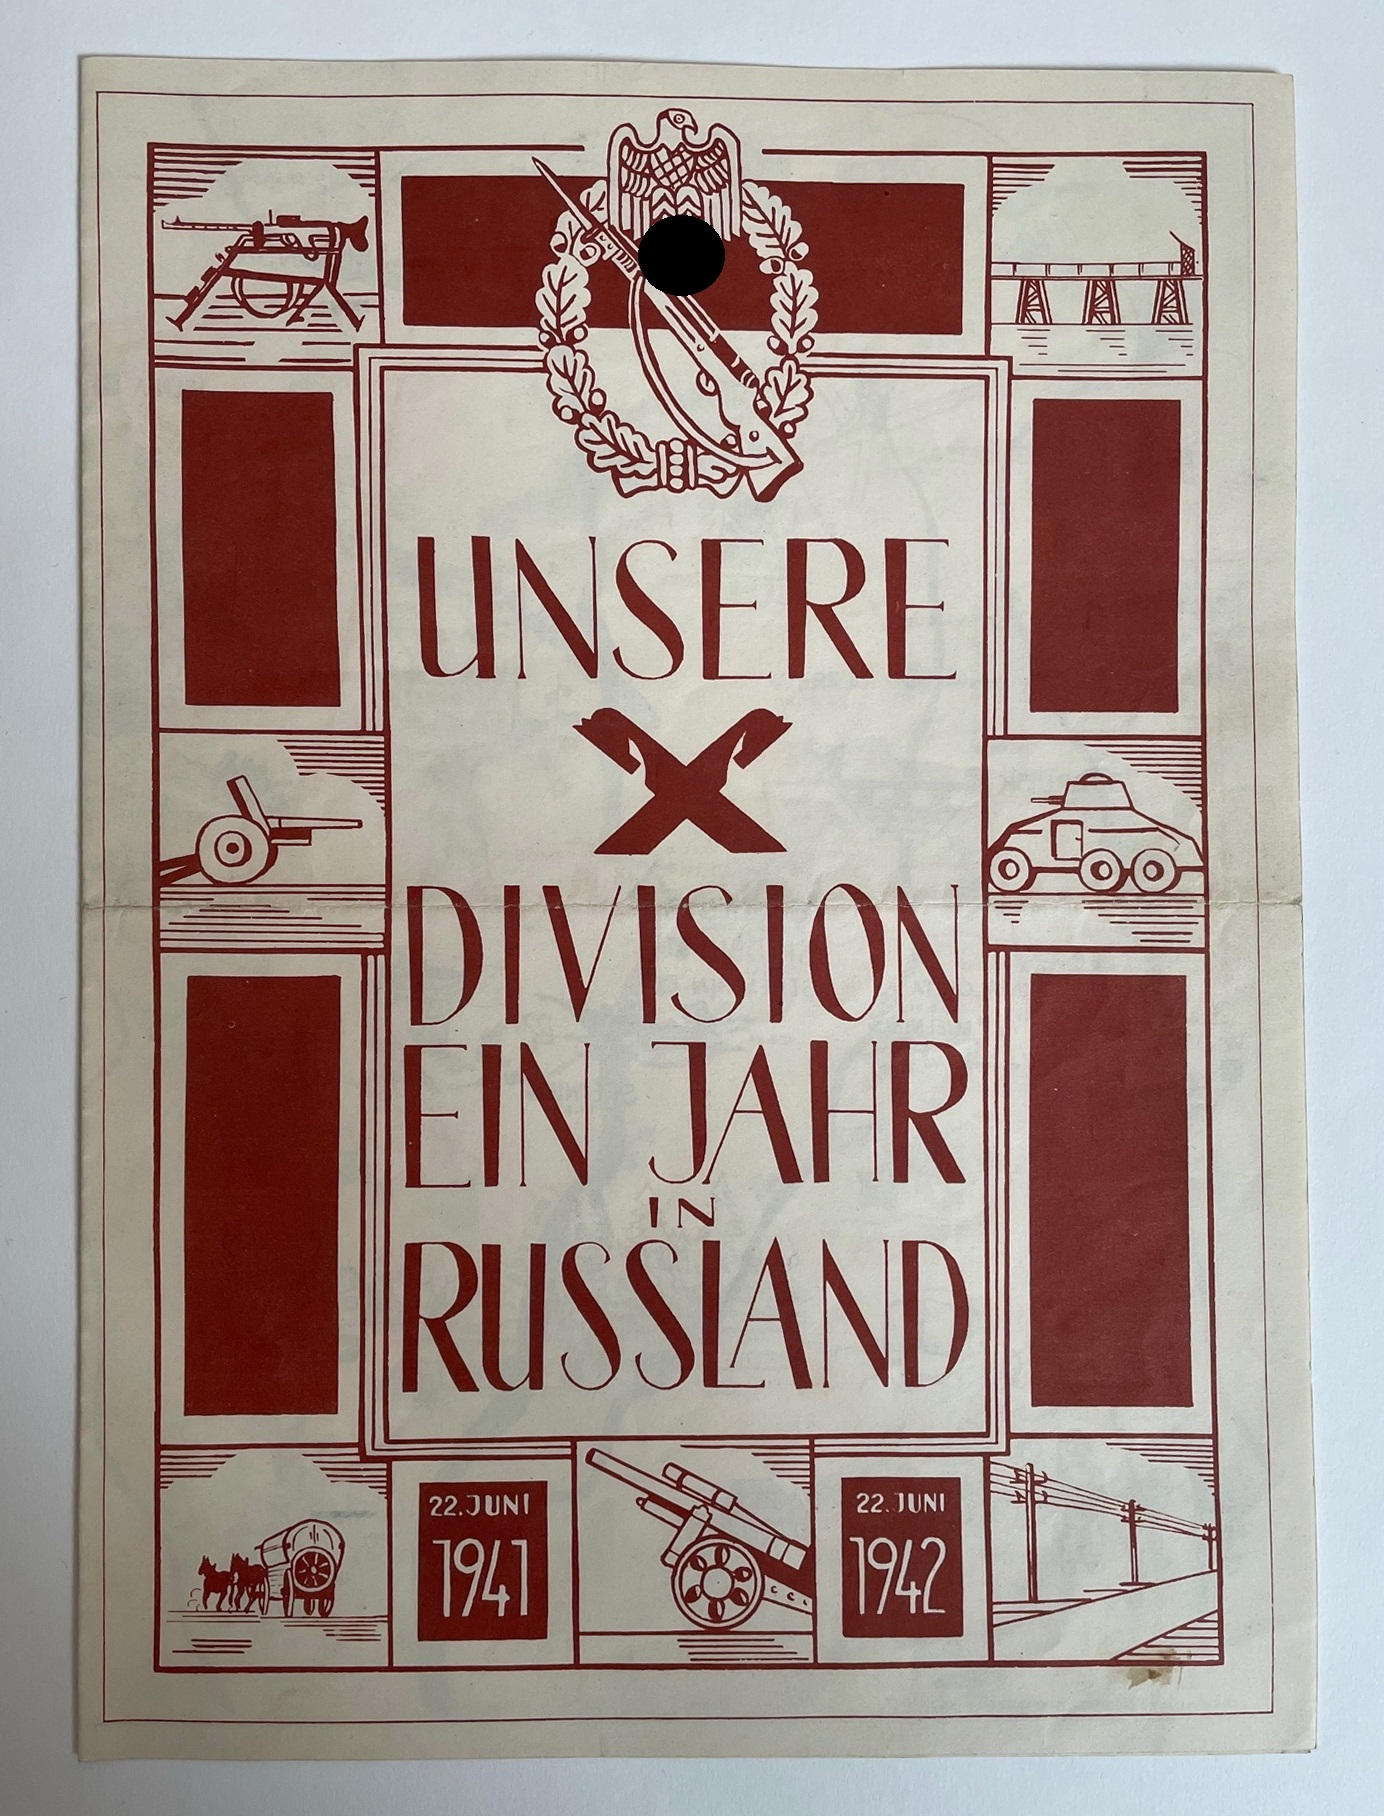 UNSERE
DIVISION
EIN JAHR
IN
RUSSLAND
22. JUNI
1941
22. JUNI
1942